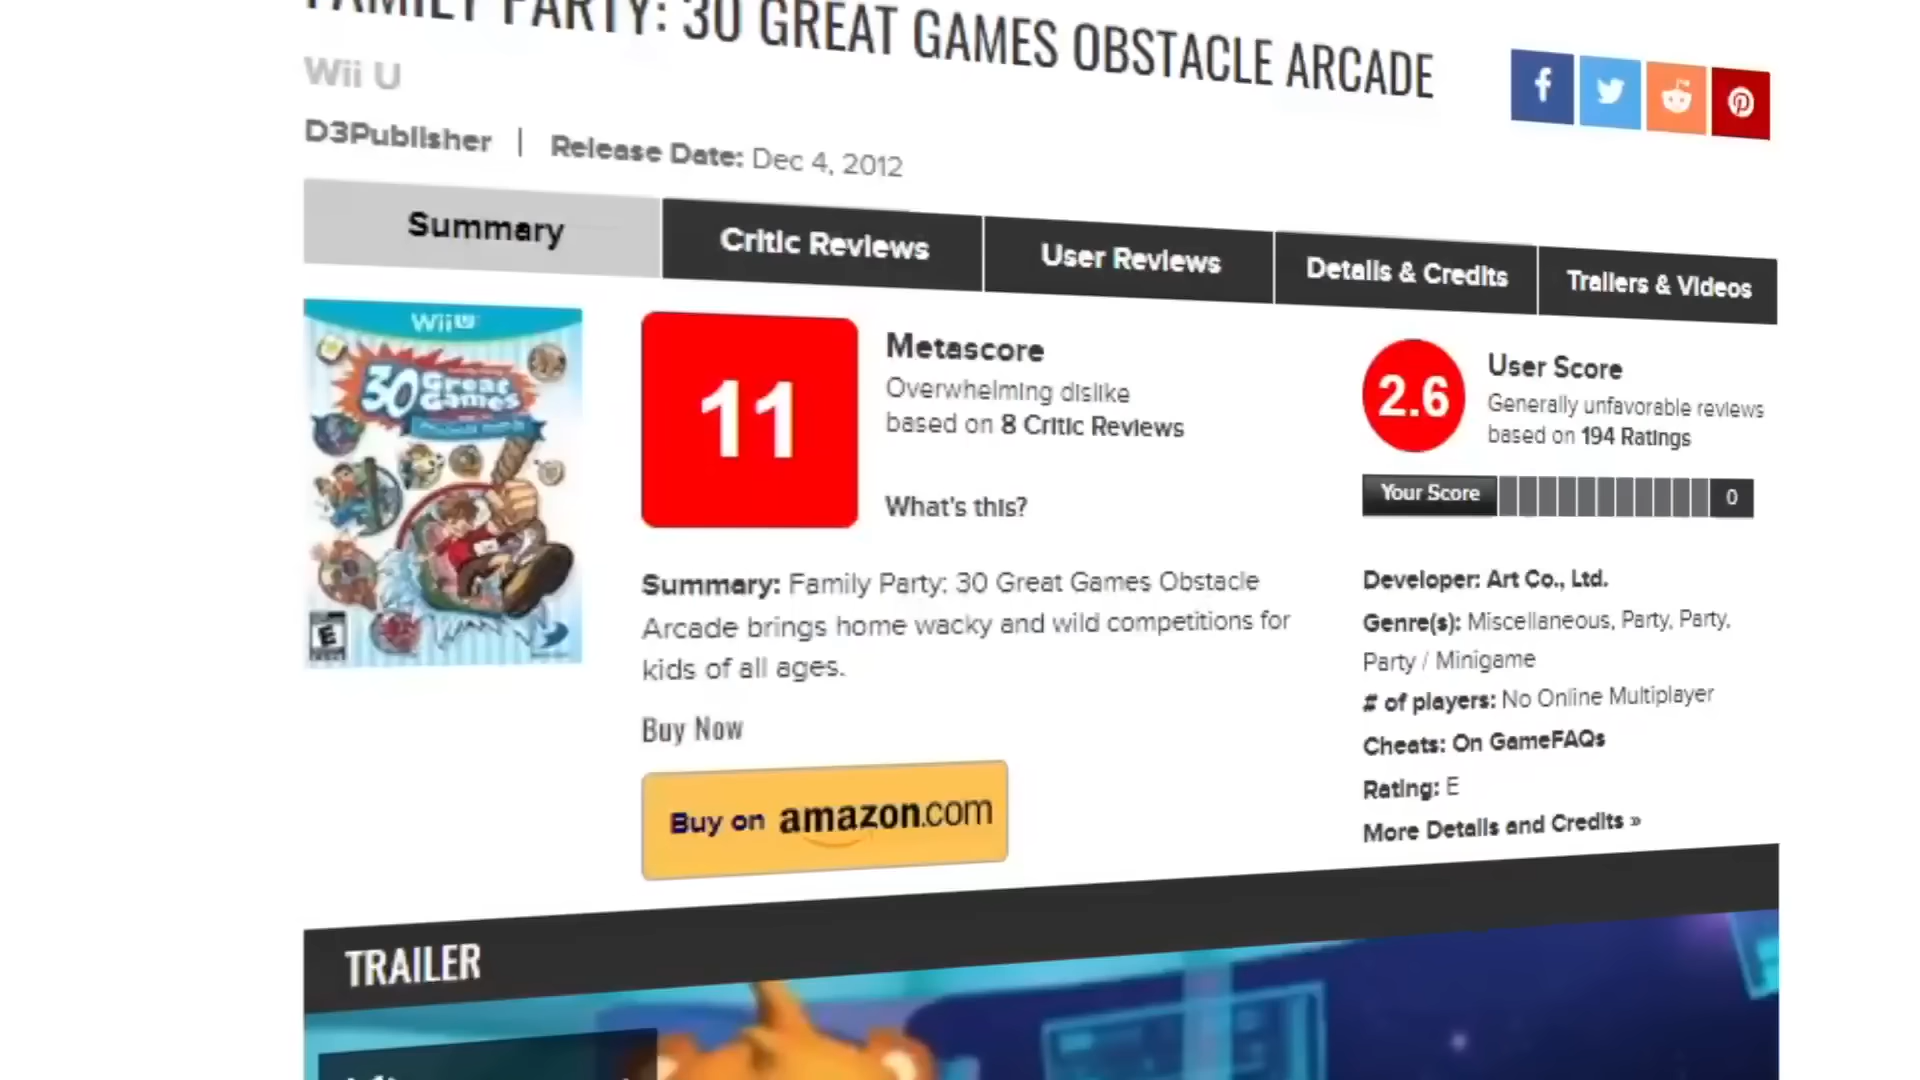 FAMILY PARTY: 30 GREAT GAMES OBSTACLE ARCADE
Wii U
D3Publisher | Release Date: Dec 4, 2012
Summary
Critic Reviews
User Reviews
Details & Credits
Trailers & Videos
WiiU
30 Great
Games
E
11
Metascore
Overwhelming dislike
based on 8 Critic Reviews
What's this?
2.6
User Score
Generally unfavorable reviews
based on 194 Ratings
Your Score
0
Summary: Family Party: 30 Great Games Obstacle
Arcade brings home wacky and wild competitions for
kids of all ages.
Buy Now
Buy on amazon.com
Developer: Art Co., Ltd.
Genre(s): Miscellaneous, Party, Party,
Party / Minigame
# of players: No Online Multiplayer
Cheats: On GameFAQs
Rating: E
More Details and Credits »
TRAILER